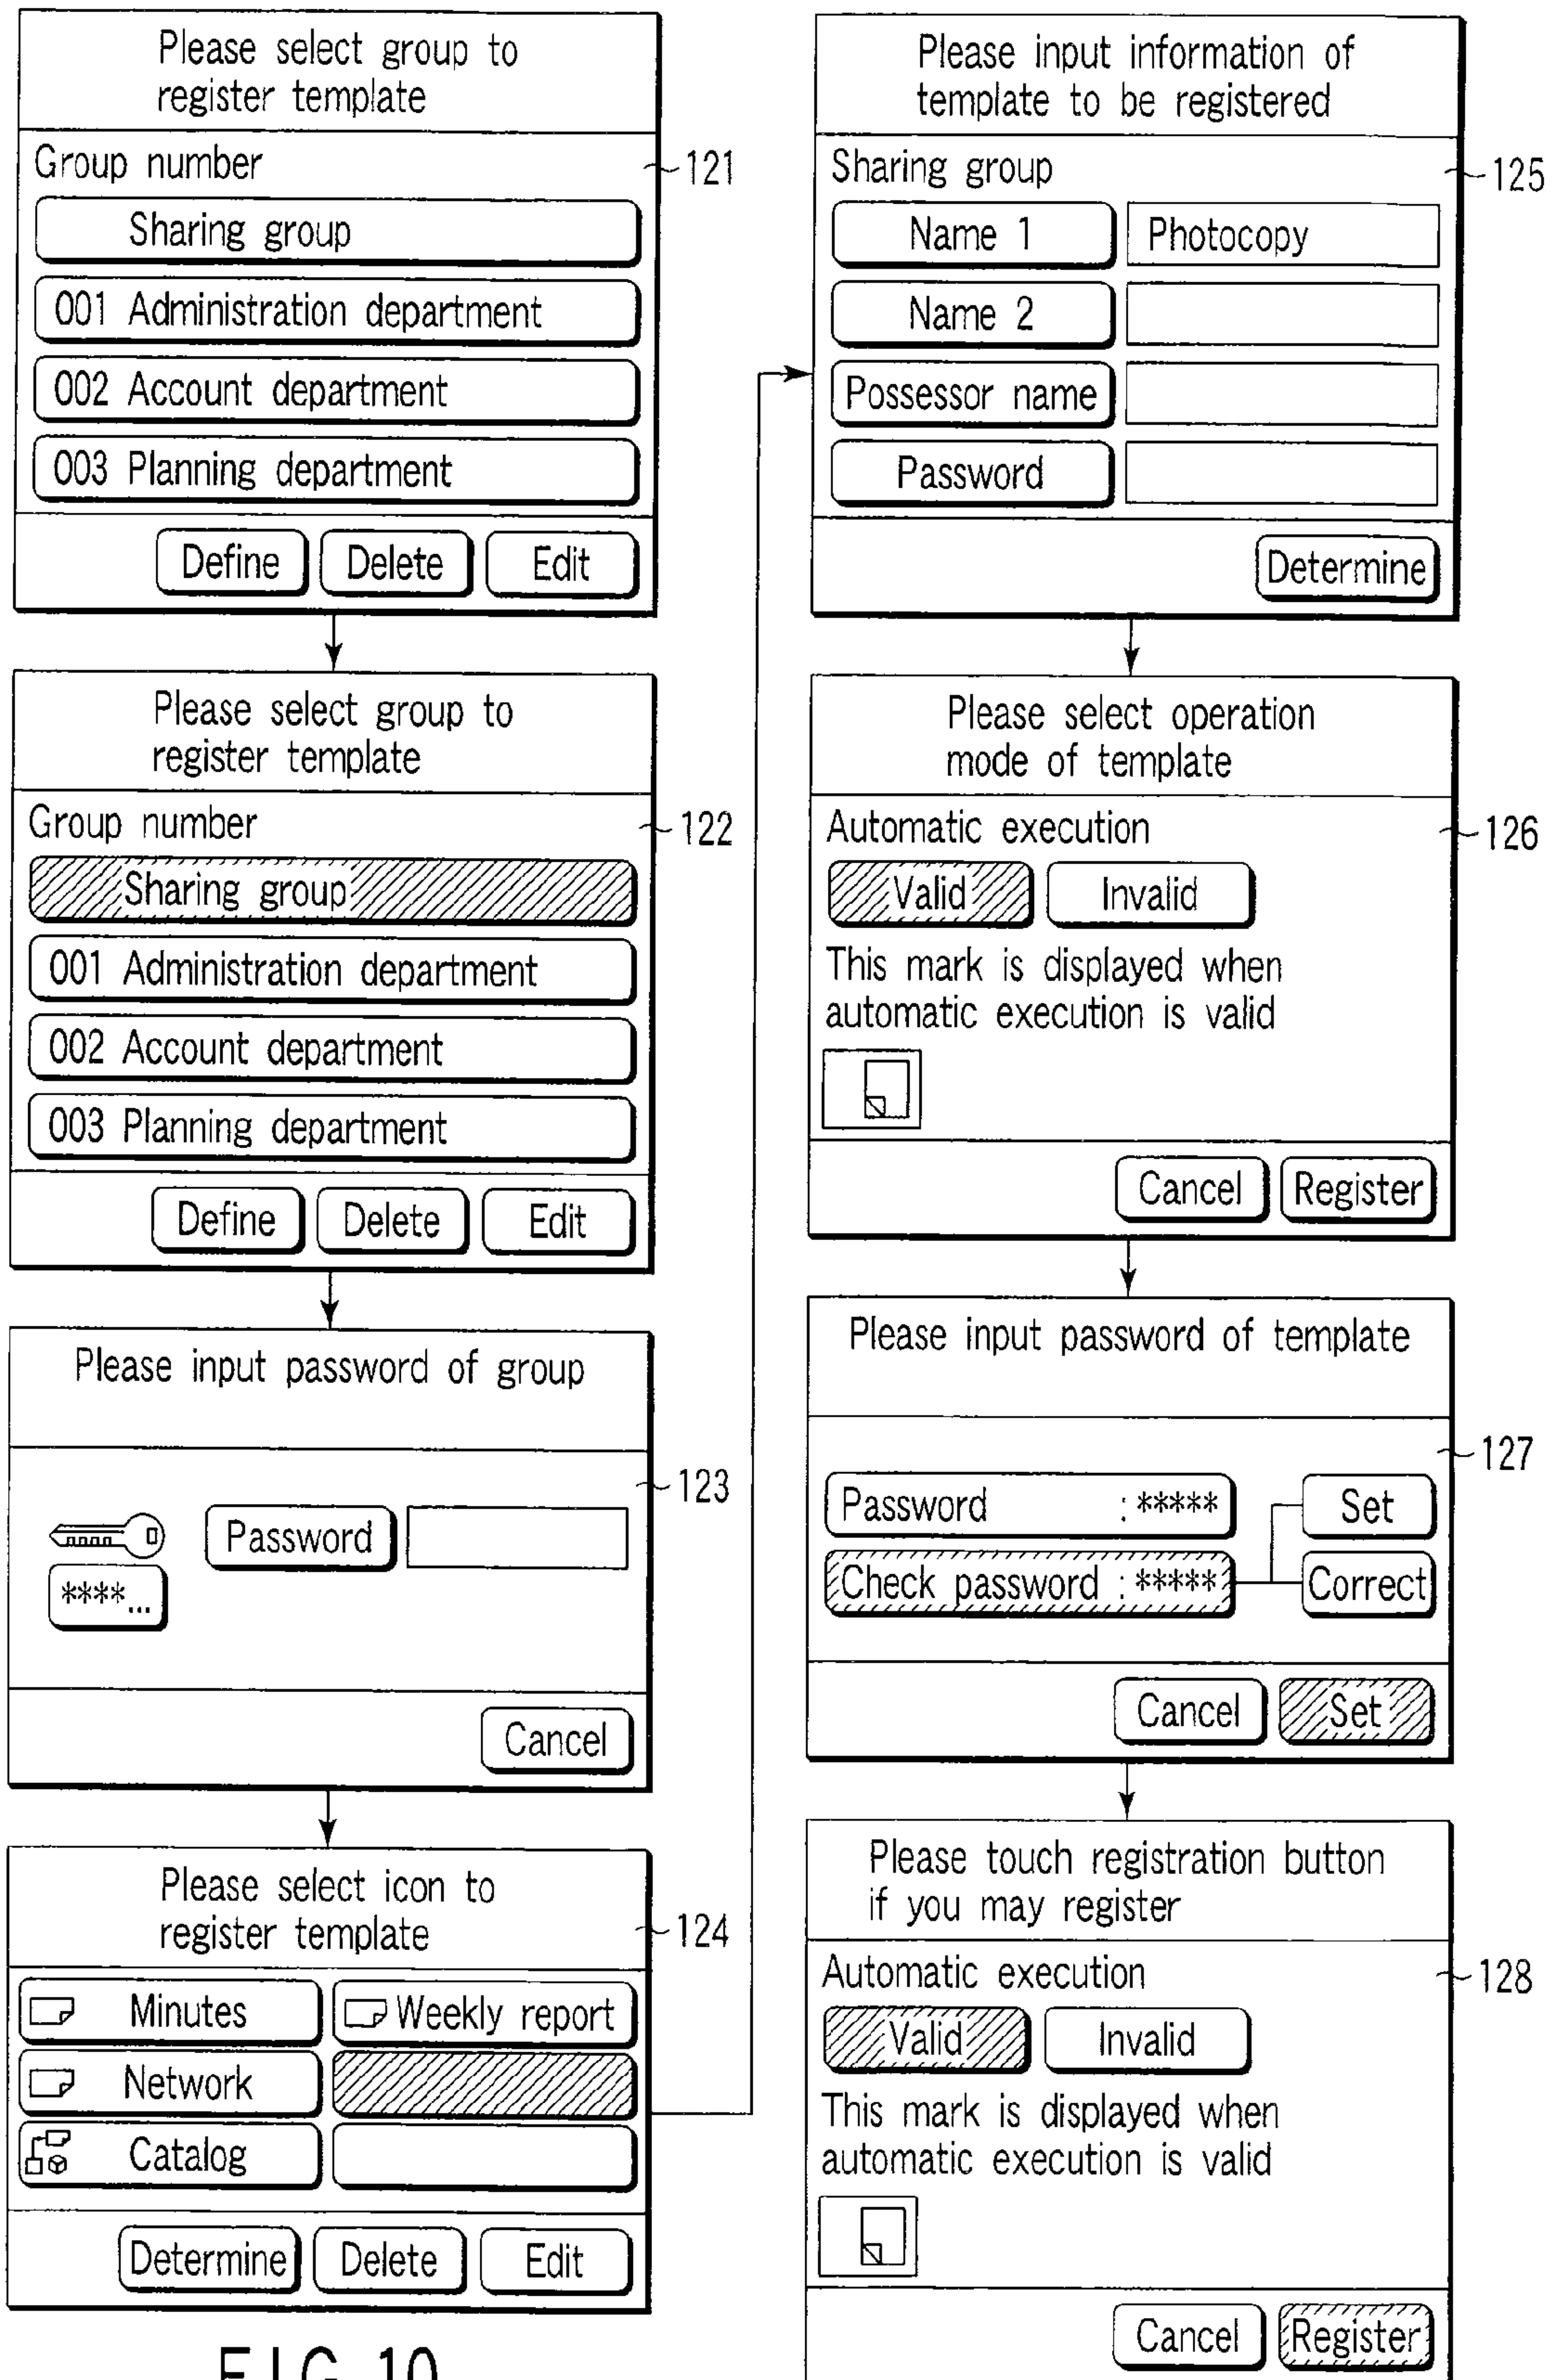 Please select group to
register template
Group number
121
Sharing group
001 Administration department
002 Account department
003 Planning department
Define Delete Edit
Please select group to
register template
Group number
122
Sharing group
001 Administration department
002 Account department
003 Planning department
Define Delete Edit
Please input password of group
123
Password
****...
Cancel
Please select icon to
register template
124
Minutes Weekly report
Network
Catalog
Determine Delete Edit
FIG. 10
Please input information of
template to be registered
Sharing group
125
Name 1 Photocopy
Name 2
Possessor name
Password
Determine
Please select operation
mode of template
Automatic execution
126
Valid Invalid
This mark is displayed when
automatic execution is valid
Cancel Register
Please input password of template
127
Password : ***** Set
Check password : ***** Correct
Cancel Set
Please touch registration button
if you may register
Automatic execution
128
Valid Invalid
This mark is displayed when
automatic execution is valid
Cancel Register